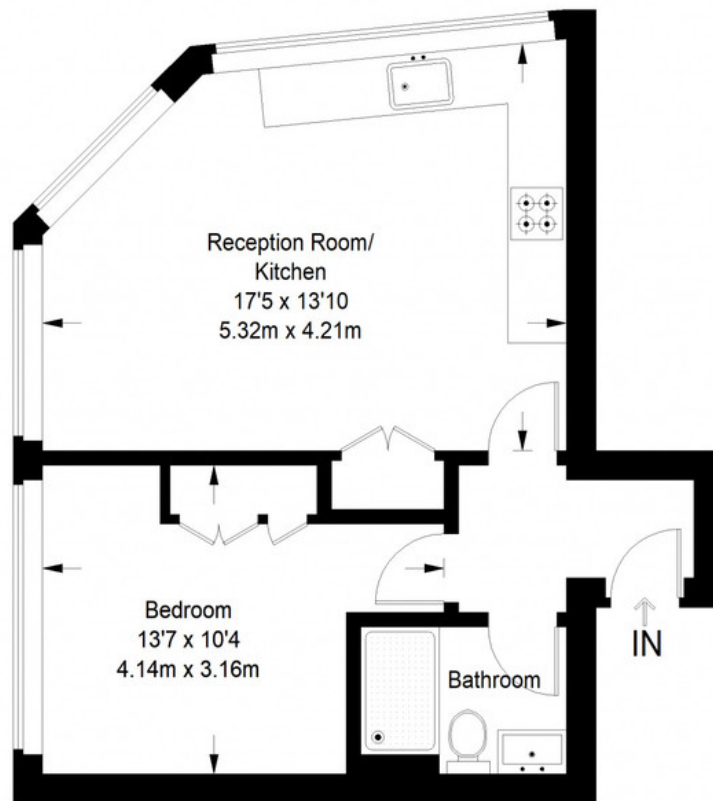 Reception Room/
Kitchen
17'5 x 13'10
5.32m x 4.21m
Bedroom
13'7 x 10'4
4.14m x 3.16m
Bathroom
IN